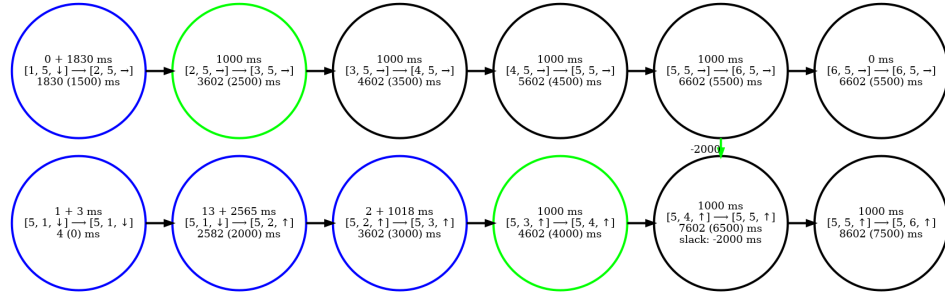 0 + 1830 ms
[1, 5, ↓] ⟶ [2, 5, →]
1830 (1500) ms
1000 ms
[2, 5, →] ⟶ [3, 5, →]
3602 (2500) ms
1000 ms
[3, 5, →] ⟶ [4, 5, →]
4602 (3500) ms
1000 ms
[4, 5, →] ⟶ [5, 5, →]
5602 (4500) ms
1000 ms
[5, 5, →] ⟶ [6, 5, →]
6602 (5500) ms
0 ms
[6, 5, →] ⟶ [6, 5, →]
6602 (5500) ms
-2000
1 + 3 ms
[5, 1, ↓] ⟶ [5, 1, ↓]
4 (0) ms
13 + 2565 ms
[5, 1, ↓] ⟶ [5, 2, ↑]
2582 (2000) ms
2 + 1018 ms
[5, 2, ↑] ⟶ [5, 3, ↑]
3602 (3000) ms
1000 ms
[5, 3, ↑] ⟶ [5, 4, ↑]
4602 (4000) ms
1000 ms
[5, 4, ↑] ⟶ [5, 5, ↑]
7602 (6500) ms
slack: -2000 ms
1000 ms
[5, 5, ↑] ⟶ [5, 6, ↑]
8602 (7500) ms